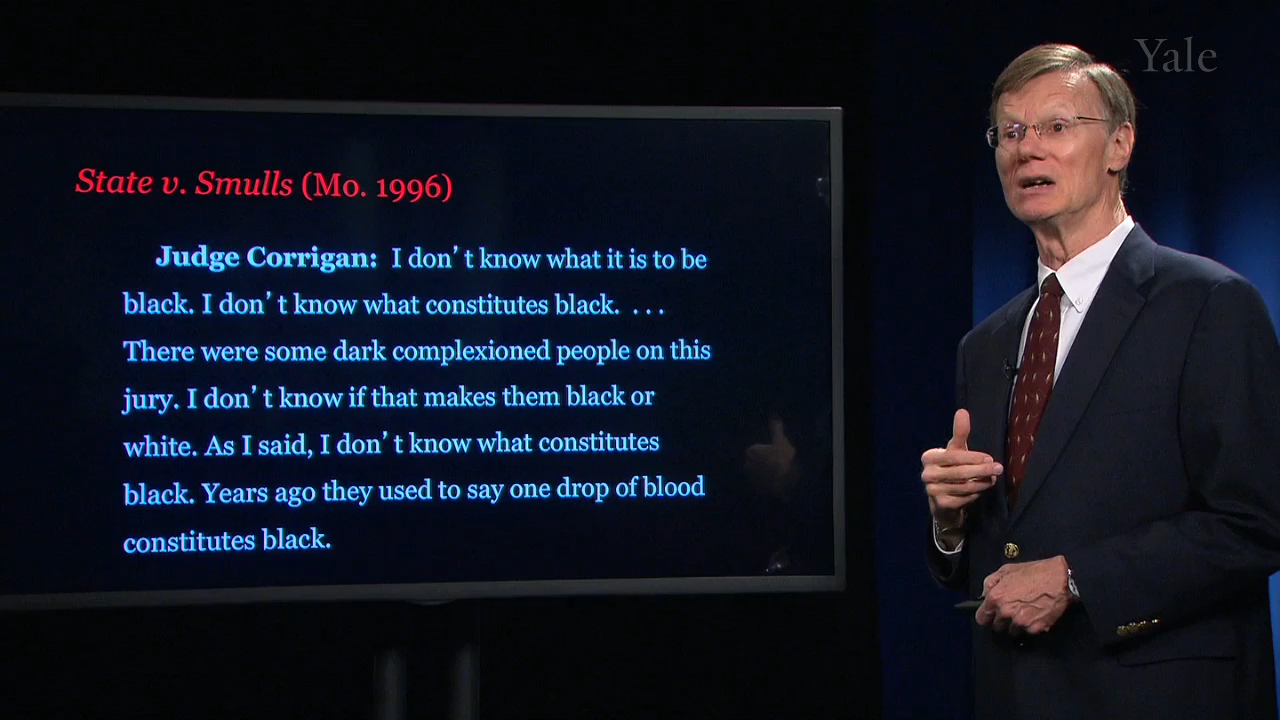 Yale
State v. Smulls (Mo. 1996)
Judge Corrigan: I don't know what it is to be
black. I don't know what constitutes black. ....
There were some dark complexioned people on this
jury. I don't know if that makes them black or
white. As I said, I don't know what constitutes
black. Years ago they used to say one drop of blood
constitutes black.